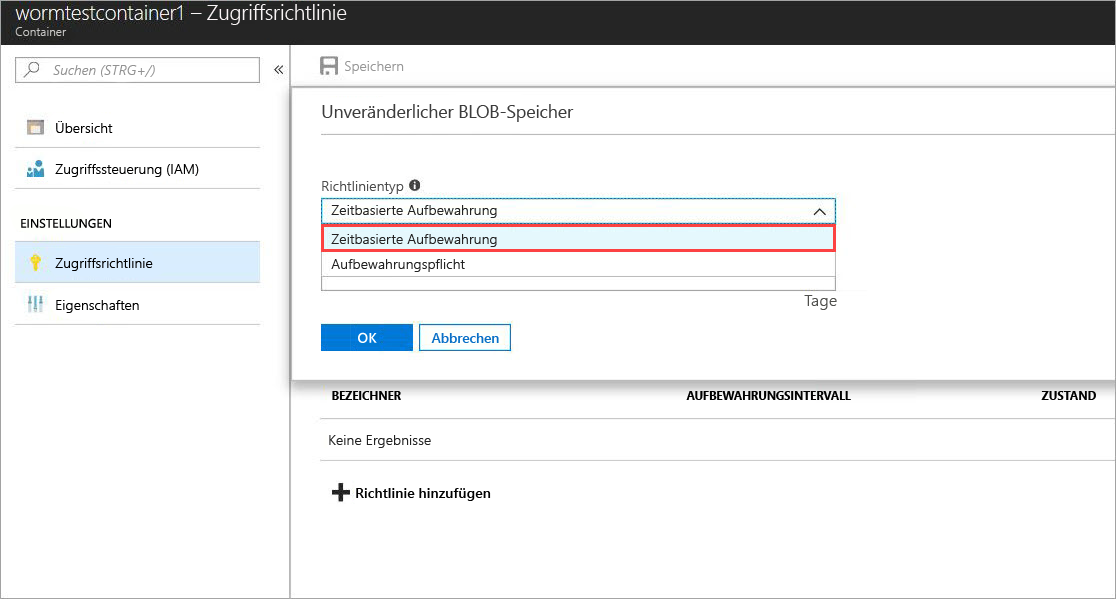 wormtestcontainer1 – Zugriffsrichtlinie
Container
Suchen (STRG+/)
«
Speichern
Übersicht
Zugriffssteuerung (IAM)
EINSTELLUNGEN
Zugriffsrichtlinie
Eigenschaften
Unveränderlicher BLOB-Speicher
Richtlinientyp
Zeitbasierte Aufbewahrung
Zeitbasierte Aufbewahrung
Aufbewahrungspflicht
Tage
OK Abbrechen
BEZEICHNER AUFBEWAHRUNGSINTERVALL ZUSTAND
Keine Ergebnisse
Richtlinie hinzufügen